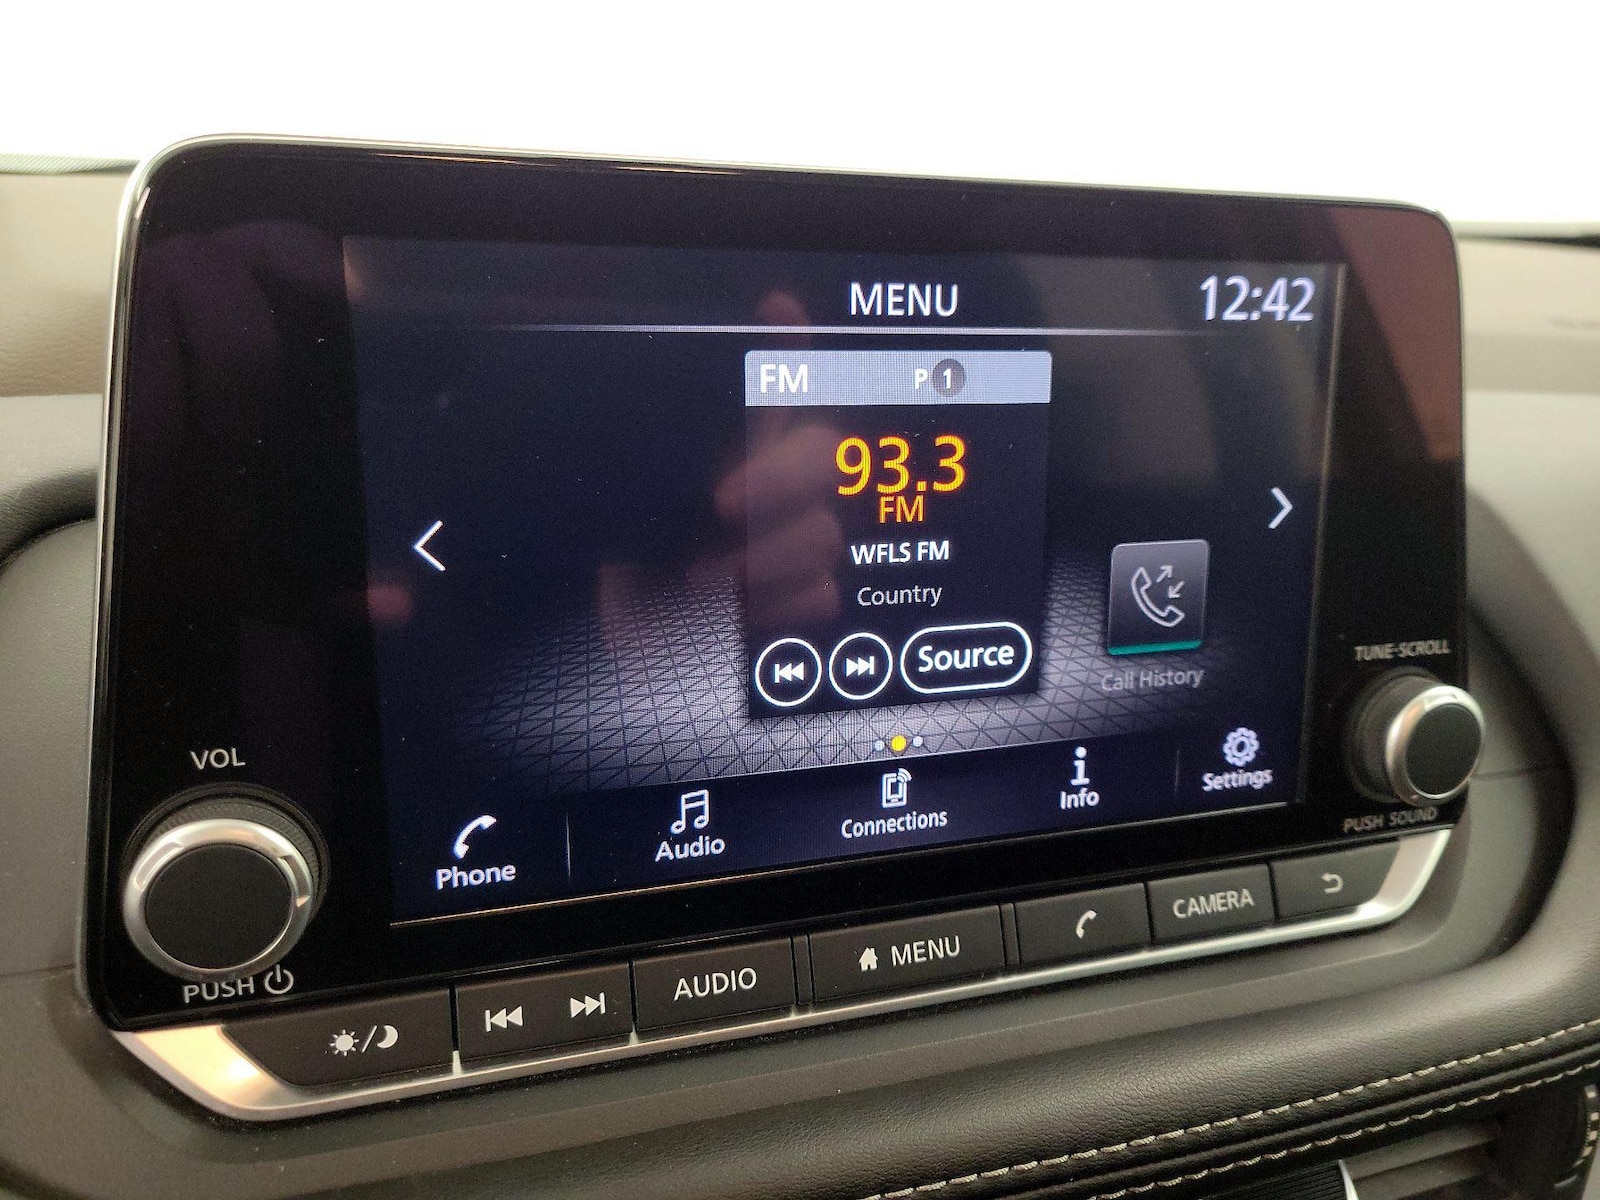 MENU
12:42
FM P 1
93.3
FM
WFLS FM
Country
Source
Call History
TUNE·SCROLL
VOL
Phone
Audio
Connections
Info
Settings
PUSH SOUND
PUSH
AUDIO
MENU
CAMERA